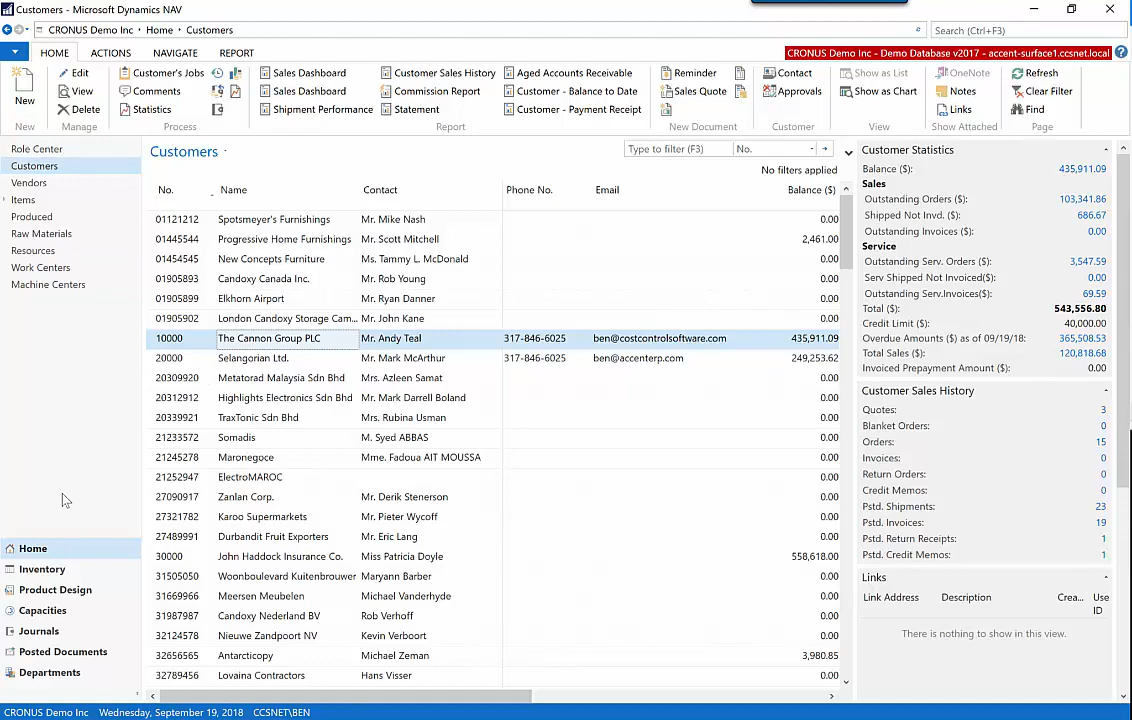 Customers - Microsoft Dynamics NAV
CRONUS Demo Inc
Home
Customers
Search (Ctrl+F3)
HOME
ACTIONS
NAVIGATE
REPORT
CRONUS Demo Inc - Demo Database v2017 - accent-surface1.ccsnet.local
New
Edit
View
Delete
Customer's Jobs
Comments
Statistics
Sales Dashboard
Sales Dashboard
Shipment Performance
Customer Sales History
Commission Report
Statement
Aged Accounts Receivable
Customer - Balance to Date
Customer - Payment Receipt
Reminder
Sales Quote
Contact
Approvals
Show as List
Show as Chart
OneNote
Notes
Links
Refresh
Clear Filter
Find
New
Manage
Process
Report
New Document
Customer
View
Show Attached
Page
Role Center
Customers
Vendors
Items
Produced
Raw Materials
Resources
Work Centers
Machine Centers
Home
Inventory
Product Design
Capacities
Journals
Posted Documents
Departments
Customers
Type to filter (F3)
No.
No filters applied
No. Name Contact Phone No. Email Balance ($)
01121212 Spotsmeyer's Furnishings Mr. Mike Nash 0.00
01445544 Progressive Home Furnishings Mr. Scott Mitchell 2,461.00
01454545 New Concepts Furniture Ms. Tammy L. McDonald 0.00
01905893 Candoxy Canada Inc. Mr. Rob Young 0.00
01905899 Elkhorn Airport Mr. Ryan Danner 0.00
01905902 London Candoxy Storage Cam... Mr. John Kane 0.00
10000 The Cannon Group PLC Mr. Andy Teal 317-846-6025 ben@costcontrolsoftware.com 435,911.09
20000 Selangorian Ltd. Mr. Mark McArthur 317-846-6025 ben@accenterp.com 249,253.62
20309920 Metatorad Malaysia Sdn Bhd Mrs. Azleen Samat 0.00
20312912 Highlights Electronics Sdn Bhd Mr. Mark Darrell Boland 0.00
20339921 TraxTonic Sdn Bhd Mrs. Rubina Usman 0.00
21233572 Somadis M. Syed ABBAS 0.00
21245278 Maronegoce Mme. Fadoua AIT MOUSSA 0.00
21252947 ElectroMAROC 0.00
27090917 Zanlan Corp. Mr. Derik Stenerson 0.00
27321782 Karoo Supermarkets Mr. Pieter Wycoff 0.00
27489991 Durbandit Fruit Exporters Mr. Eric Lang 0.00
30000 John Haddock Insurance Co. Miss Patricia Doyle 558,618.00
31505050 Woonboulevard Kuitenbrouwer Maryann Barber 0.00
31669966 Meersen Meubelen Michael Vanderhyde 0.00
31987987 Candoxy Nederland BV Rob Verhoff 0.00
32124578 Nieuwe Zandpoort NV Kevin Verboort 0.00
32656565 Antarcticopy Michael Zeman 3,980.85
32789456 Lovaina Contractors Hans Visser 0.00
Customer Statistics
Balance ($): 435,911.09
Sales
Outstanding Orders ($): 103,341.86
Shipped Not Invd. ($): 686.67
Outstanding Invoices ($): 0.00
Service
Outstanding Serv. Orders ($): 3,547.59
Serv Shipped Not Invoiced($): 0.00
Outstanding Serv.Invoices($): 69.59
Total ($): 543,556.80
Credit Limit ($): 40,000.00
Overdue Amounts ($) as of 09/19/18: 365,508.53
Total Sales ($): 120,818.68
Invoiced Prepayment Amount ($): 0.00
Customer Sales History
Quotes: 3
Blanket Orders: 0
Orders: 15
Invoices: 0
Return Orders: 0
Credit Memos: 0
Pstd. Shipments: 23
Pstd. Invoices: 19
Pstd. Return Receipts: 1
Pstd. Credit Memos: 1
Links
Link Address Description Crea... Use
ID
There is nothing to show in this view.
CRONUS Demo Inc Wednesday, September 19, 2018 CCSNET\BEN